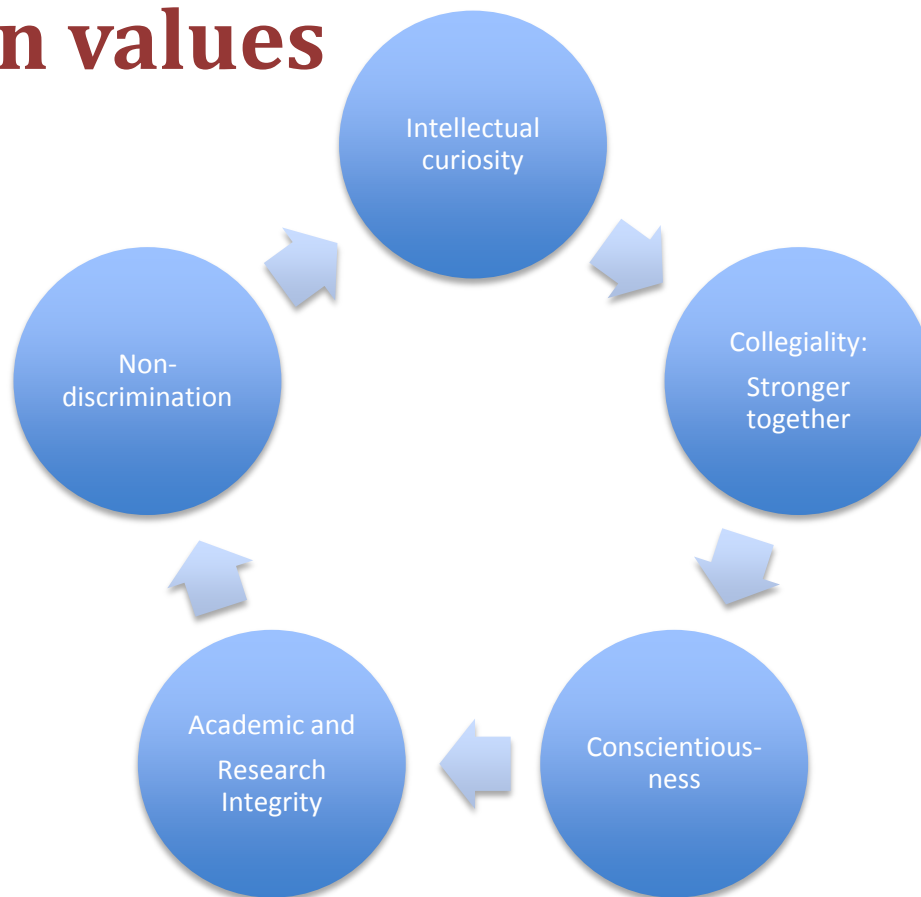 n values
Intellectual
curiosity
Collegiality:
Stronger
together
Conscientious-
ness
Academic and
Research
Integrity
Non-
discrimination